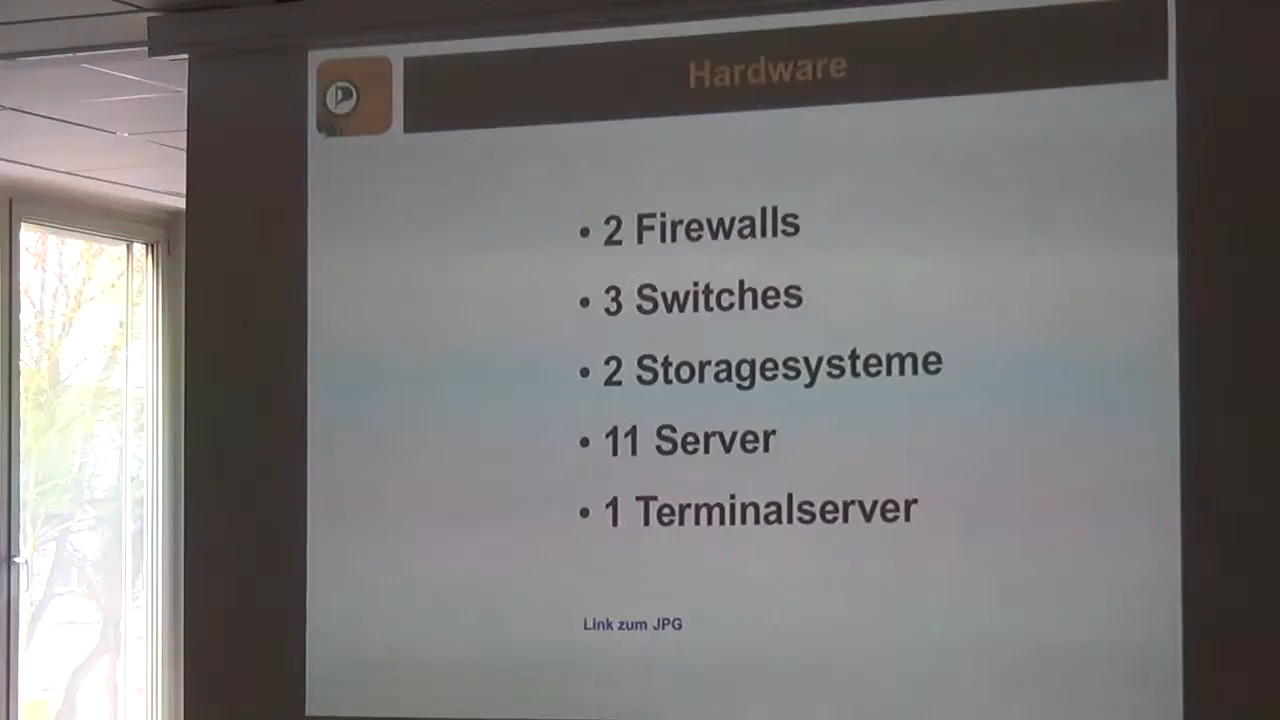 Hardware
• 2 Firewalls
• 3 Switches
• 2 Storagesysteme
• 11 Server
• 1 Terminalserver
Link zum JPG